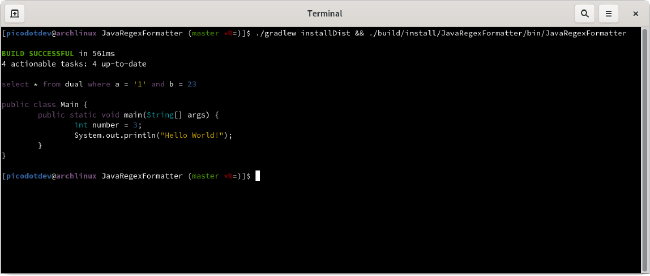 Terminal
[picodotdev@archlinux JavaRegexFormatter (master *%=)]$ ./gradlew installDist && ./build/install/JavaRegexFormatter/bin/JavaRegexFormatter
BUILD SUCCESSFUL in 561ms
4 actionable tasks: 4 up-to-date
select * from dual where a = '1' and b = 23
public class Main {
public static void main(String[] args) {
int number = 3;
System.out.println("Hello World!");
}
}
[picodotdev@archlinux JavaRegexFormatter (master *%=)]$